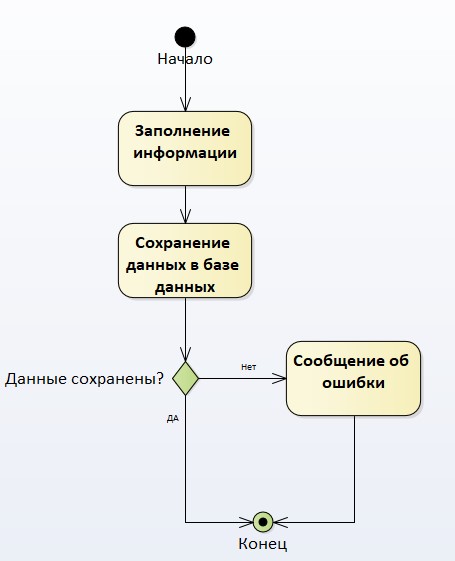 Начало
Заполнение
информации
Сохранение
данных в базе
данных
Данные сохранены?
Нет
Сообщение об
ошибки
ДА
Конец